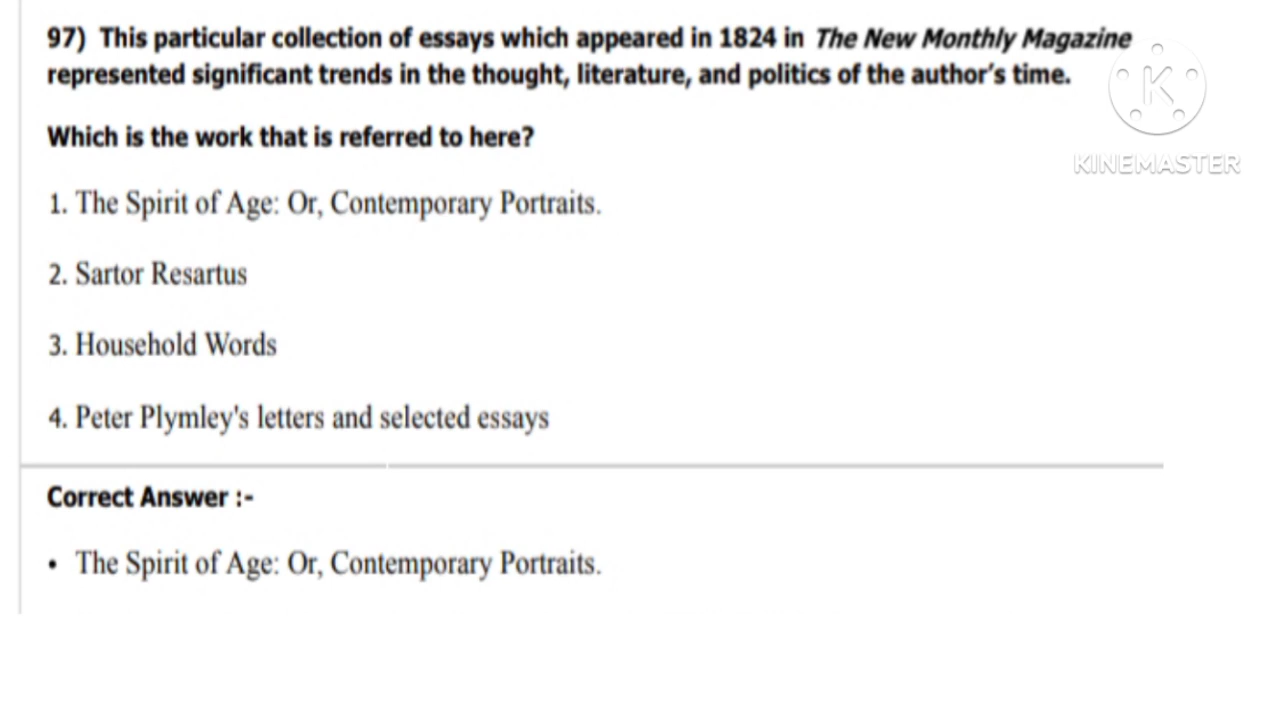 97) This particular collection of essays which appeared in 1824 in The New Monthly Magazine
represented significant trends in the thought, literature, and politics of the author's time.
K
KINEMASTER
Which is the work that is referred to here?
1. The Spirit of Age: Or, Contemporary Portraits.
2. Sartor Resartus
3. Household Words
4. Peter Plymley's letters and selected essays
Correct Answer :-
• The Spirit of Age: Or, Contemporary Portraits.